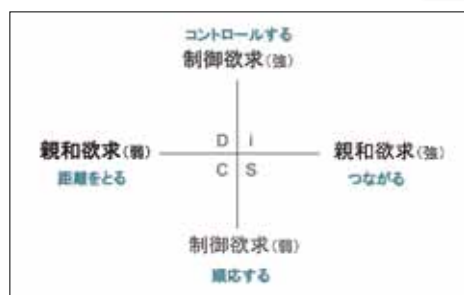 コントロールする
制御欲求(強)
D I
親和欲求(弱) 親和欲求(強)
距離をとる つながる
C S
制御欲求(弱)
順応する